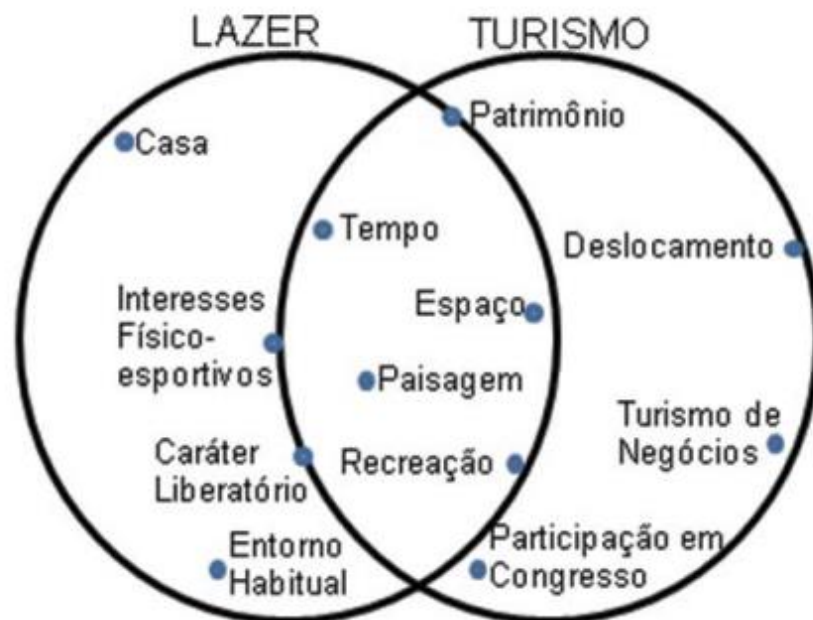 LAZER
TURISMO
Patrimônio
Casa
Tempo
Deslocamento
Interesses
Físico-
esportivos
Espaço
Paisagem
Turismo de
Negócios
Caráter
Liberatório
Recreação
Entorno
Habitual
Participação em
Congresso